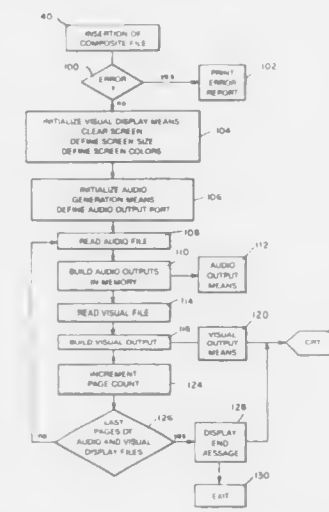 40
INSERTION OF
COMPOSITE FILE
100
ERROR
?
yes
PRINT
ERROR
REPORT
102
no
INITIALIZE VISUAL DISPLAY MEANS
CLEAR SCREEN
DEFINE SCREEN SIZE
DEFINE SCREEN COLORS
104
INITIALIZE AUDIO
GENERATION MEANS
DEFINE AUDIO OUTPUT PORT
106
READ AUDIO FILE
108
BUILD AUDIO OUTPUTS
IN MEMORY
110
AUDIO
OUTPUT
MEANS
112
READ VISUAL FILE
114
BUILD VISUAL OUTPUT
116
VISUAL
OUTPUT
MEANS
120
CRT
INCREMENT
PAGE COUNT
124
LAST
PAGES OF
AUDIO AND VISUAL
DISPLAY FILES
126
no
yes
DISPLAY
END
MESSAGE
128
EXIT
130